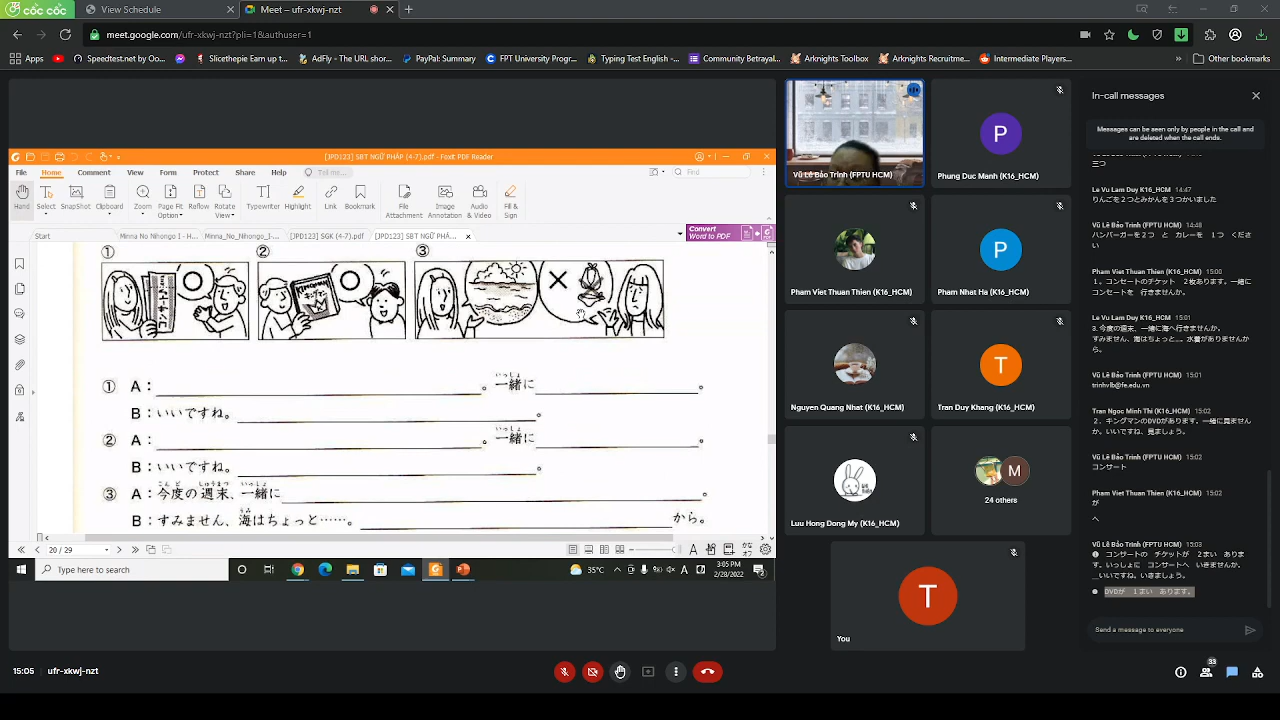 cốc cốc
View Schedule
Meet – ufr-xkwj-nzt
meet.google.com/ufr-xkwj-nzt?pli=1&authuser=1
Apps
Speedtest.net by Oo...
Slicethepie Earn up t...
AdFly - The URL shor...
PayPal Summary
FPT University Progr...
Typing Test English -...
Community Betrayal...
Arknights Toolbox
Arknights Recruitme...
Intermediate Players...
Other bookmarks
[JPD123] SBT NGỮ PHÁP (4-7).pdf - Foxit PDF Reader
File
Home
Comment
View
Form
Protect
Share
Help
Tell me...
Find
Hand
Select
SnapShot
Clipboard
Zoom
Page Fit Option
Reflow
Rotate View
Typewriter
Highlight
Link
Bookmark
File Attachment
Image Annotation
Audio & Video
Fill & Sign
Start
Minna No Nihongo 1 - H...
Minna_No_Nihongo_I-...
[JPD123] SGK (4-7).pdf
[JPD123] SBT NGỮ PHÁ...
Convert Word to PDF
① ② ③
① A： 。一緒に 。
B：いいですね。 。
② A： 。一緒に 。
B：いいですね。 。
③ A：今度の週末、一緒に 。
B：すみません、海はちょっと……。 から。
20 / 29
Type here to search
35°C
3:05 PM
2/28/2022
Vũ Lê Bảo Trinh (FPTU HCM)
P
Phung Duc Manh (K16_HCM)
Pham Viet Thuan Thien (K16_HCM)
P
Pham Nhat Ha (K16_HCM)
Nguyen Quang Nhat (K16_HCM)
T
Tran Duy Khang (K16_HCM)
Luu Hong Dong My (K16_HCM)
M
24 others
T
You
In-call messages
Messages can be seen only by people in the call and are deleted when the call ends.
三つ
Le Vu Lam Duy K16_HCM 14:47
りんごを２つとみかんを３つかいました
Vũ Lê Bảo Trinh (FPTU HCM) 14:48
ハンバーガーを２つ　と　カレーを　１つ　くださ
い
Pham Viet Thuan Thien (K16_HCM) 15:00
１。コンサートのチケット　２枚あります。一緒に
コンサートを　行きませんか。
Le Vu Lam Duy K16_HCM 15:01
3. 今度の週末、一緒に海へ行きませんか。
すみません、海はちょっと.... 水着がありませんか
ら。
Vũ Lê Bảo Trinh (FPTU HCM) 15:01
trinhvlb@fe.edu.vn
Tran Ngoc Minh Thi (K16_HCM) 15:02
２．キングマンのDVDがあります。一緒に見ません
か。いいですね、見ましょう。
Vũ Lê Bảo Trinh (FPTU HCM) 15:02
コンサート
Pham Viet Thuan Thien (K16_HCM) 15:02
が
へ
Vũ Lê Bảo Trinh (FPTU HCM) 15:03
❶ コンサートの　チケットが　２まい　ありま
す。いっしょに　コンサートへ　いきませんか。
__いいですね。いきましょう。
DVDが　１まい　あります。
Send a message to everyone
15:05 ufr-xkwj-nzt
33